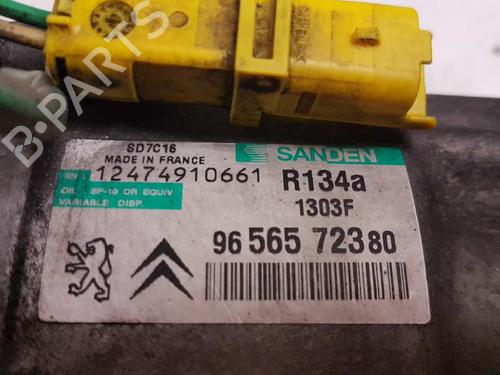 SD7C16
MADE IN FRANCE
SANDEN
12474910661
R134a
OIL: SP-10 OR EQUIV
VARIABLE DISP.
1303F
96 565 723 80
B-PARTS